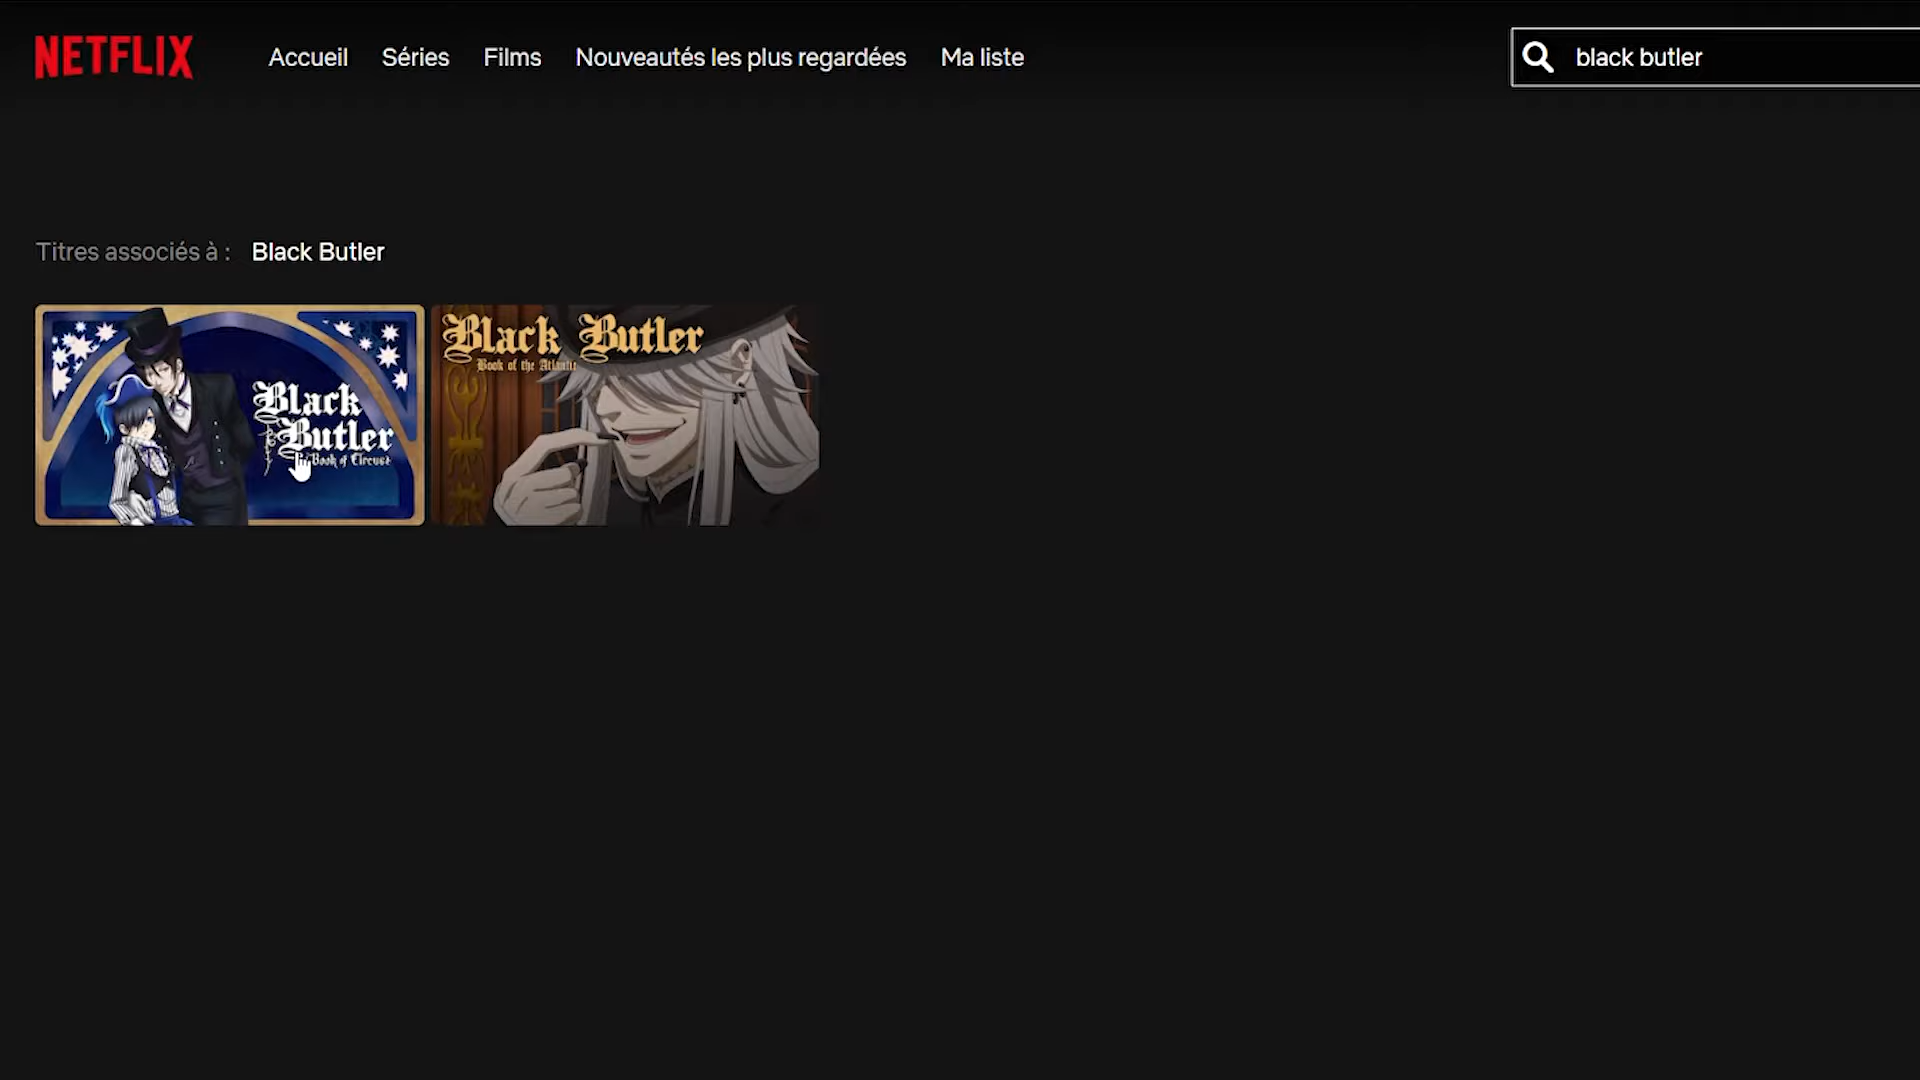 NETFLIX
Accueil
Séries
Films
Nouveautés les plus regardées
Ma liste
black butler
Titres associés à :
Black Butler
Black
Butler
Book of Circus
Black Butler
Book of the Atlantic